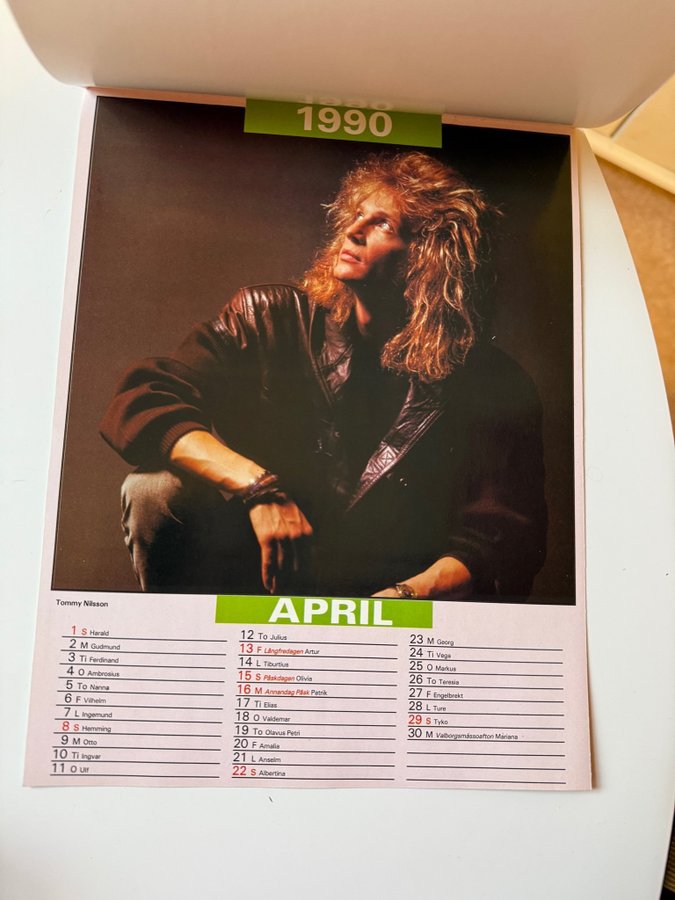 1990
Tommy Nilsson
APRIL
1 S Harald
2 M Gudmund
3 Ti Ferdinand
4 O Ambrosius
5 To Nanna
6 F Vilhelm
7 L Ingemund
8 S Hemming
9 M Otto
10 Ti Ingvar
11 O Ulf
12 To Julius
13 F Långfredagen Artur
14 L Tiburtius
15 S Påskdagen Olivia
16 M Annandag Påsk Patrik
17 Ti Elias
18 O Valdemar
19 To Olavus Petri
20 F Amalia
21 L Anselm
22 S Albertina
23 M Georg
24 Ti Vega
25 O Markus
26 To Teresia
27 F Engelbrekt
28 L Ture
29 S Tyko
30 M Valborgsmässoafton Mariana